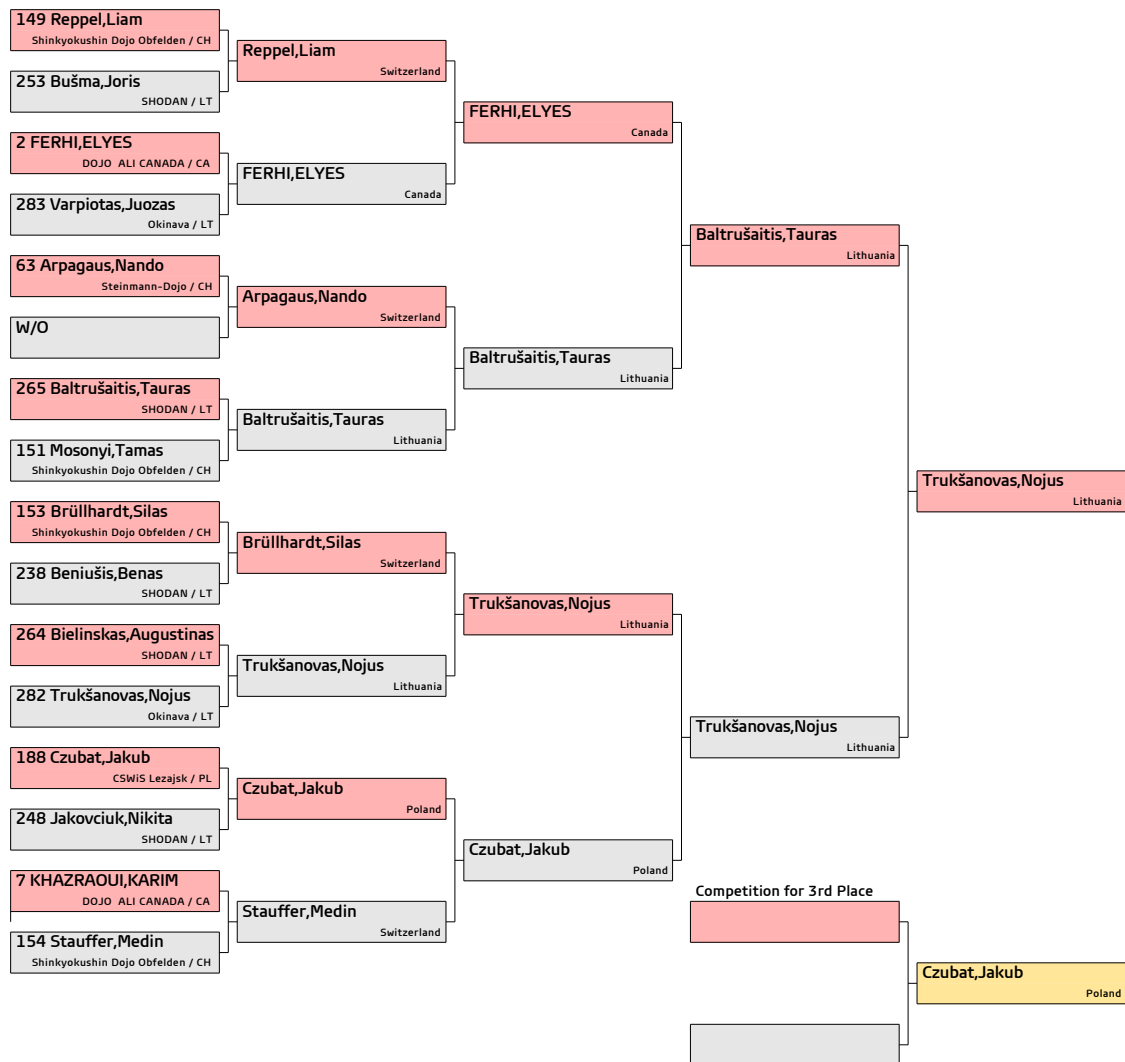 149 Reppel,Liam
Shinkyokushin Dojo Obfelden / CH
253 Bušma,Joris
SHODAN / LT
2 FERHI,ELYES
DOJO  ALI CANADA / CA
283 Varpiotas,Juozas
Okinava / LT
63 Arpagaus,Nando
Steinmann-Dojo / CH
W/O
265 Baltrušaitis,Tauras
SHODAN / LT
151 Mosonyi,Tamas
Shinkyokushin Dojo Obfelden / CH
153 Brüllhardt,Silas
Shinkyokushin Dojo Obfelden / CH
238 Beniušis,Benas
SHODAN / LT
264 Bielinskas,Augustinas
SHODAN / LT
282 Trukšanovas,Nojus
Okinava / LT
188 Czubat,Jakub
CSWiS Lezajsk / PL
248 Jakovciuk,Nikita
SHODAN / LT
7 KHAZRAOUI,KARIM
DOJO  ALI CANADA / CA
154 Stauffer,Medin
Shinkyokushin Dojo Obfelden / CH
Reppel,Liam
Switzerland
FERHI,ELYES
Canada
Arpagaus,Nando
Switzerland
Baltrušaitis,Tauras
Lithuania
Brüllhardt,Silas
Switzerland
Trukšanovas,Nojus
Lithuania
Czubat,Jakub
Poland
Stauffer,Medin
Switzerland
FERHI,ELYES
Canada
Baltrušaitis,Tauras
Lithuania
Trukšanovas,Nojus
Lithuania
Czubat,Jakub
Poland
Baltrušaitis,Tauras
Lithuania
Trukšanovas,Nojus
Lithuania
Trukšanovas,Nojus
Lithuania
Competition for 3rd Place
Czubat,Jakub
Poland